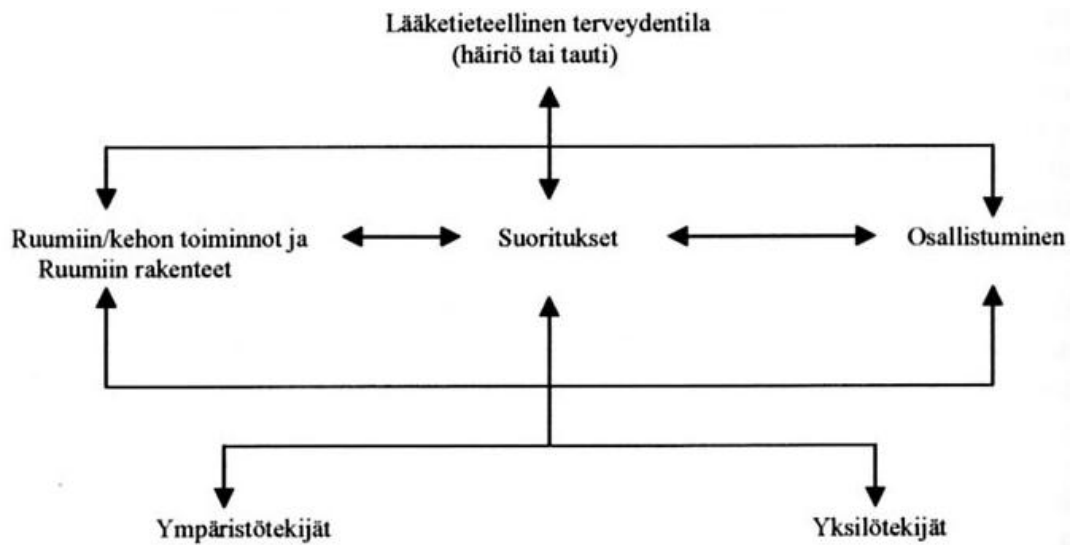 Lääketieteellinen terveydentila
(häiriö tai tauti)
Ruumiin/kehon toiminnot ja
Ruumiin rakenteet
Suoritukset
Osallistuminen
Ympäristötekijät
Yksilötekijät